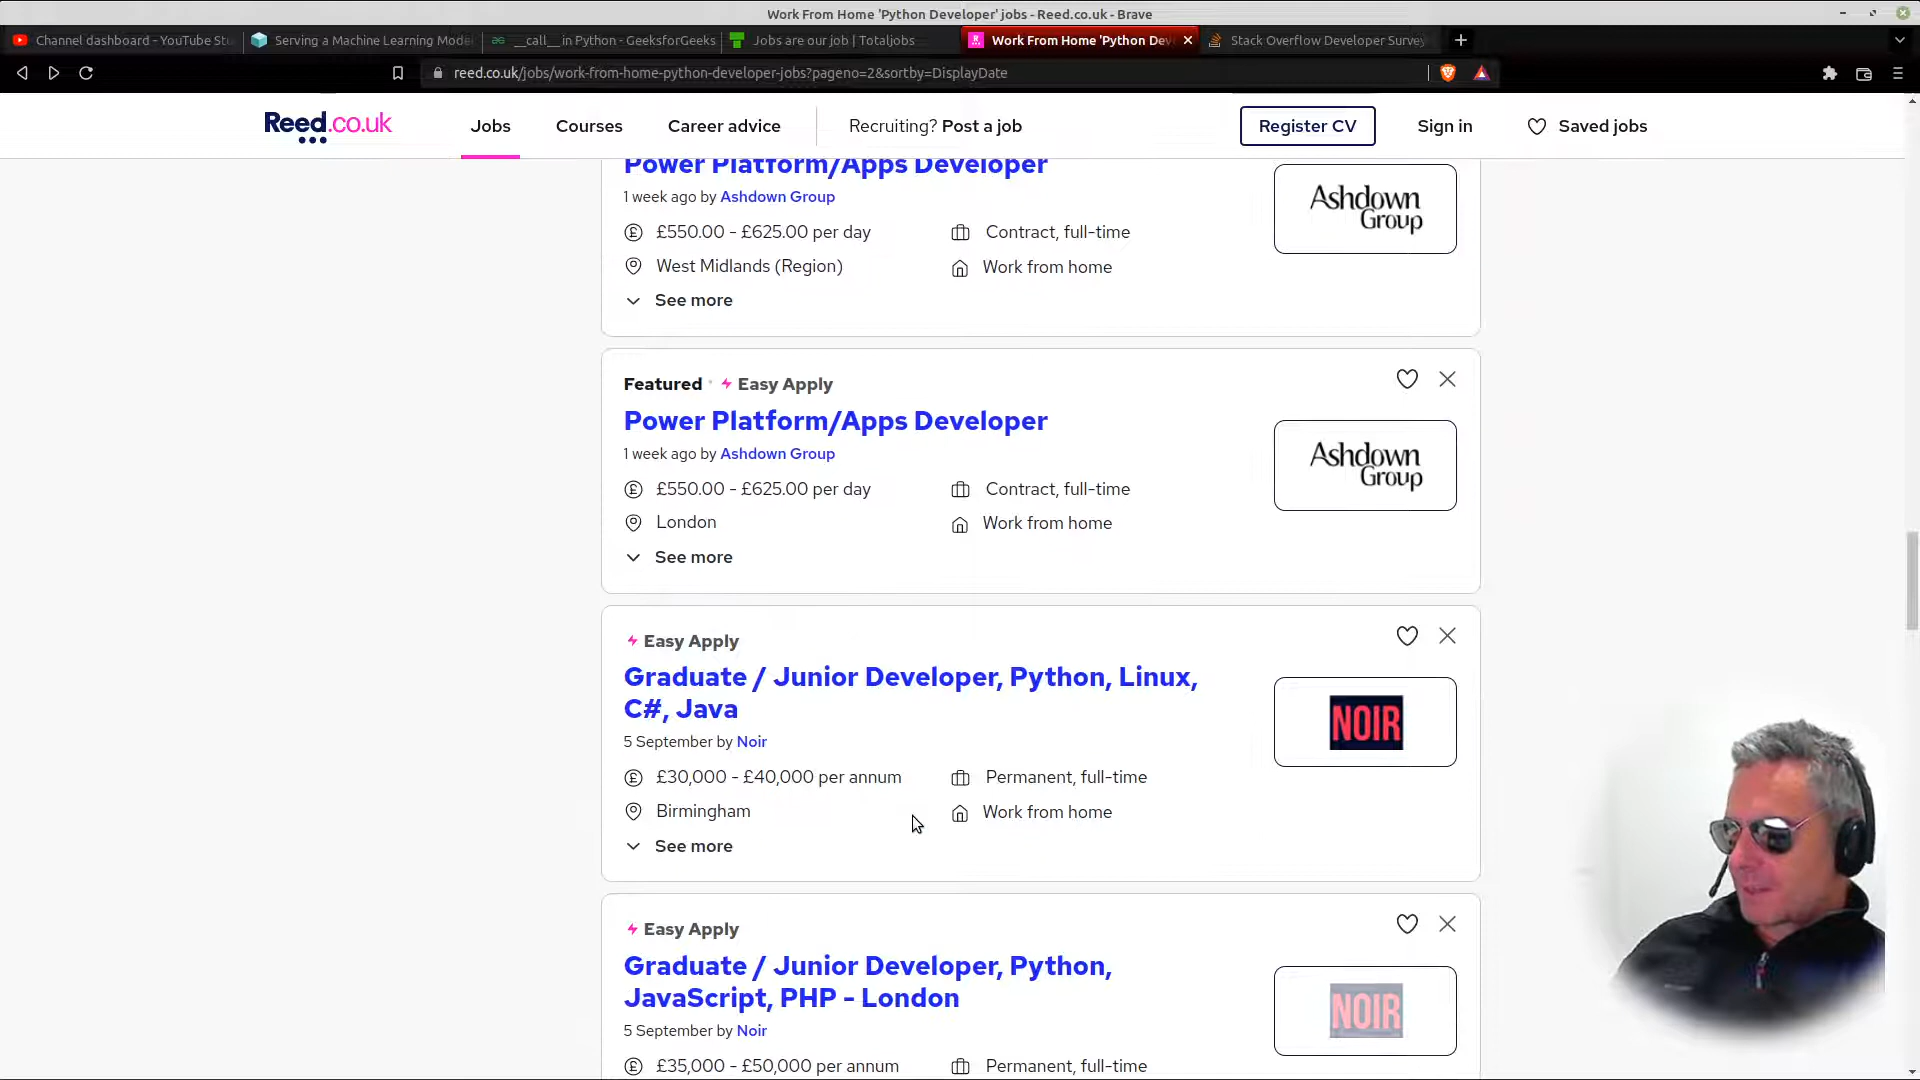 Work From Home 'Python Developer' jobs - Reed.co.uk - Brave
Channel dashboard - YouTube Stu
Serving a Machine Learning Mode
__call__ in Python - GeeksforGeeks
Jobs are our job | Totaljobs
Work From Home 'Python Dev
Stack Overflow Developer Survey
reed.co.uk/jobs/work-from-home-python-developer-jobs?pageno=2&sortby=DisplayDate
Reed.co.uk
Jobs
Courses
Career advice
Recruiting? Post a job
Register CV
Sign in
Saved jobs
Power Platform/Apps Developer
1 week ago by Ashdown Group
£550.00 - £625.00 per day
Contract, full-time
West Midlands (Region)
Work from home
See more
Ashdown
Group
Featured
Easy Apply
Power Platform/Apps Developer
1 week ago by Ashdown Group
£550.00 - £625.00 per day
Contract, full-time
London
Work from home
See more
Ashdown
Group
Easy Apply
Graduate / Junior Developer, Python, Linux,
C#, Java
5 September by Noir
£30,000 - £40,000 per annum
Permanent, full-time
Birmingham
Work from home
See more
NOIR
Easy Apply
Graduate / Junior Developer, Python,
JavaScript, PHP - London
5 September by Noir
£35,000 - £50,000 per annum
Permanent, full-time
NOIR